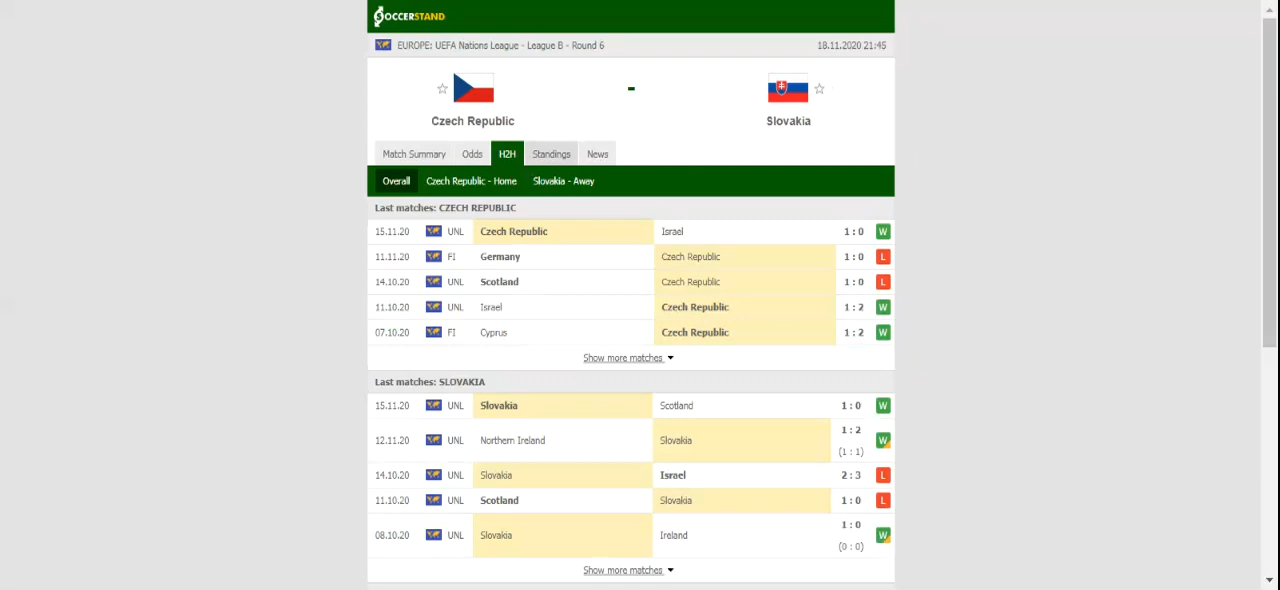 SOCCERSTAND
EUROPE: UEFA Nations League - League B - Round 6 18.11.2020 21:45
-
Czech Republic Slovakia
Match Summary Odds H2H Standings News
Overall Czech Republic - Home Slovakia - Away
Last matches: CZECH REPUBLIC
15.11.20 UNL Czech Republic Israel 1 : 0 W
11.11.20 FI Germany Czech Republic 1 : 0 L
14.10.20 UNL Scotland Czech Republic 1 : 0 L
11.10.20 UNL Israel Czech Republic 1 : 2 W
07.10.20 FI Cyprus Czech Republic 1 : 2 W
Show more matches
Last matches: SLOVAKIA
15.11.20 UNL Slovakia Scotland 1 : 0 W
12.11.20 UNL Northern Ireland Slovakia 1 : 2 (1 : 1) W
14.10.20 UNL Slovakia Israel 2 : 3 L
11.10.20 UNL Scotland Slovakia 1 : 0 L
08.10.20 UNL Slovakia Ireland 1 : 0 (0 : 0) W
Show more matches